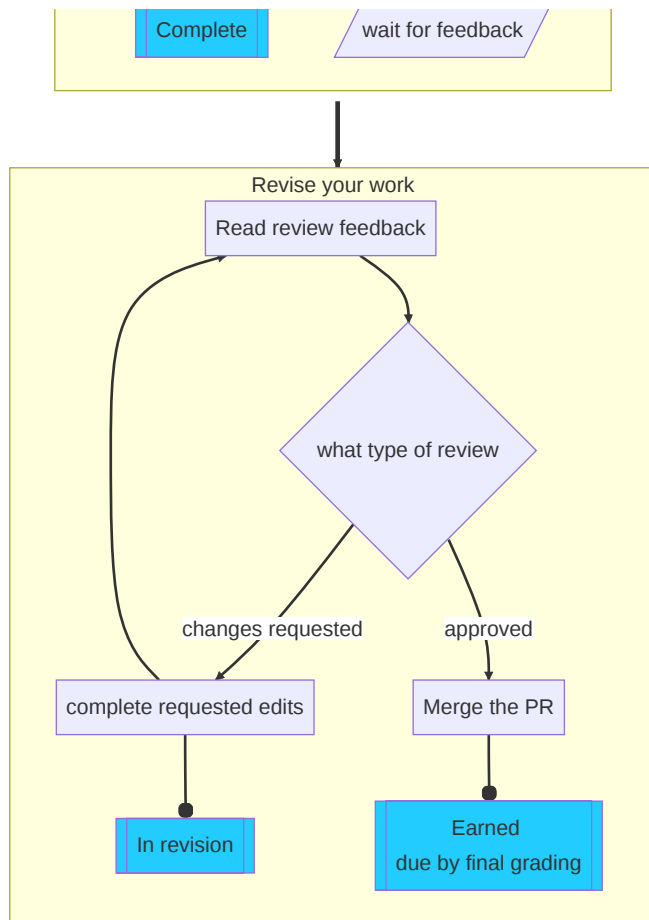 Complete
wait for feedback
Revise your work
Read review feedback
what type of review
changes requested
approved
complete requested edits
Merge the PR
In revision
Earned
due by final grading